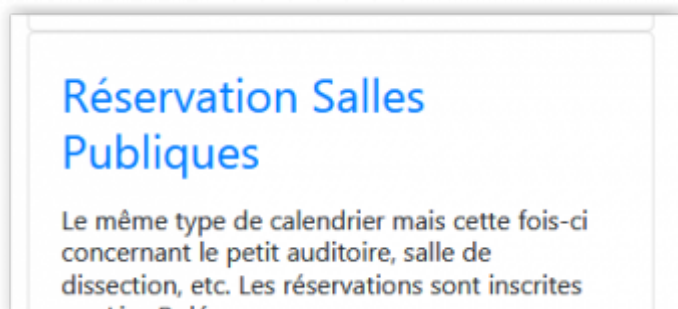 Réservation Salles
Publiques
Le même type de calendrier mais cette fois-ci
concernant le petit auditoire, salle de
dissection, etc. Les réservations sont inscrites